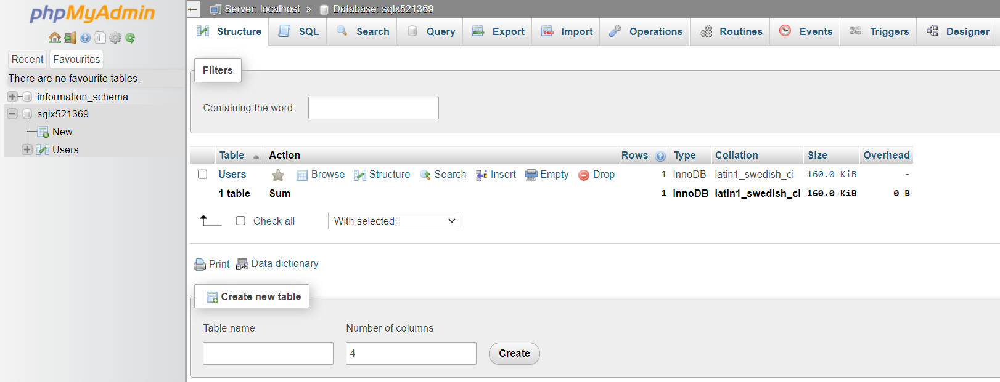 phpMyAdmin
Recent Favourites
There are no favourite tables.
information_schema
sqlx521369
New
Users
← Server: localhost » Database: sqlx521369
Structure SQL Search Query Export Import Operations Routines Events Triggers Designer
Filters
Containing the word:
Table Action Rows Type Collation Size Overhead
Users Browse Structure Search Insert Empty Drop 1 InnoDB latin1_swedish_ci 160.0 KiB -
1 table Sum 1 InnoDB latin1_swedish_ci 160.0 KiB 0 B
Check all With selected:
Print Data dictionary
Create new table
Table name Number of columns
4 Create